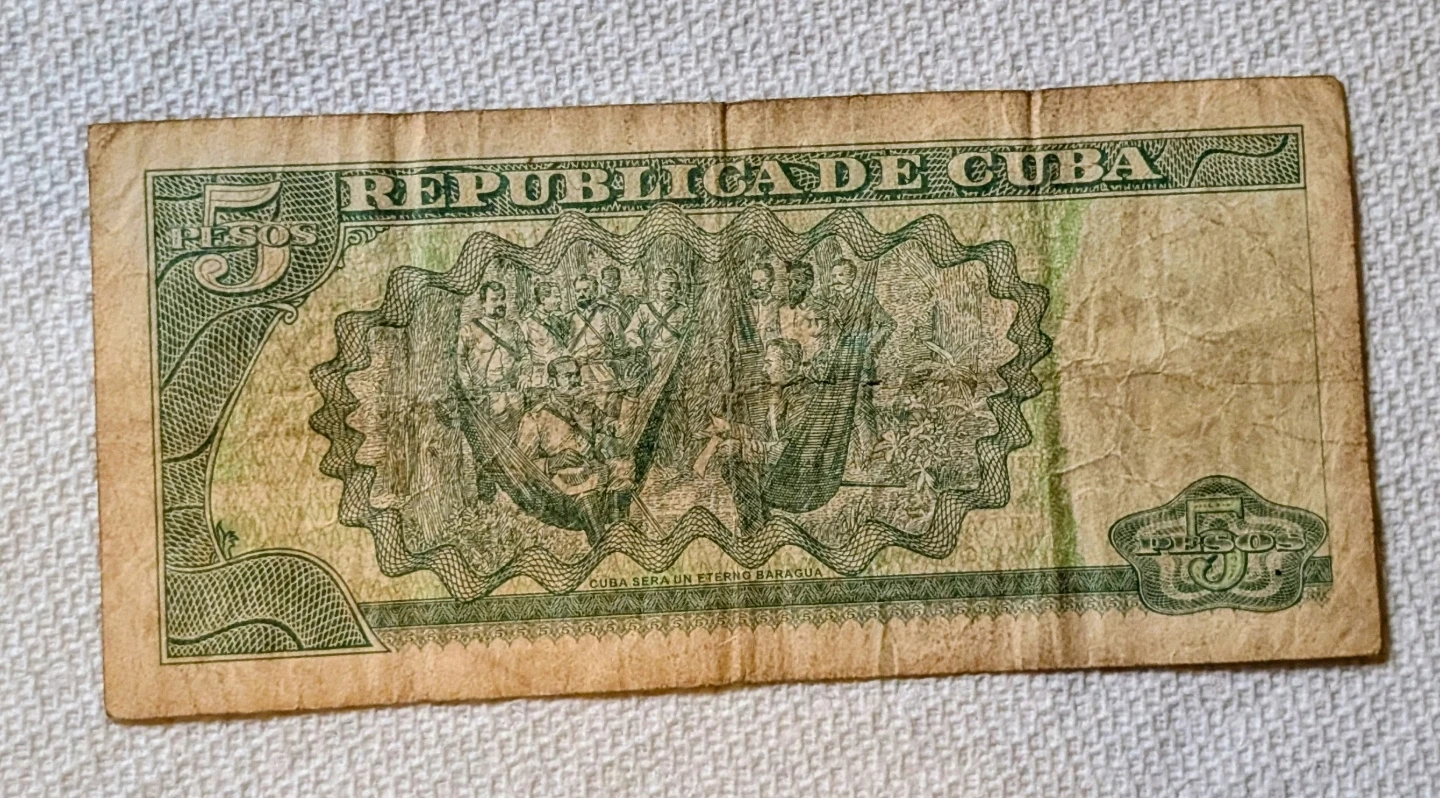 REPUBLICA DE CUBA
5
PESOS
CUBA SERA UN ETERNO BARAGUA
5
PESOS